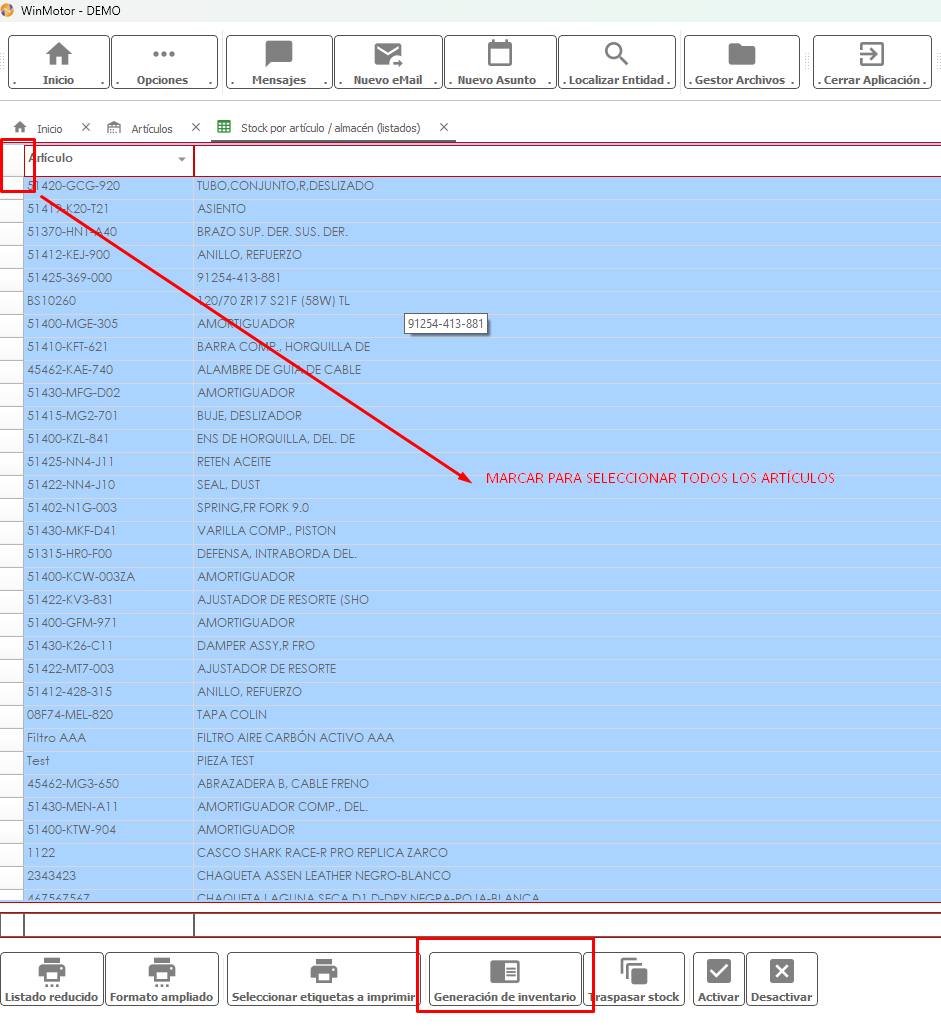 WinMotor - DEMO
. Inicio .
. Opciones .
. Mensajes .
. Nuevo eMail .
. Nuevo Asunto .
. Localizar Entidad .
. Gestor Archivos .
. Cerrar Aplicación .
Inicio
Artículos
Stock por artículo / almacén (listados)
Artículo
51420-GCG-920 TUBO,CONJUNTO,R,DESLIZADO
51419-K20-T21 ASIENTO
51370-HN1-A40 BRAZO SUP. DER. SUS. DER.
51412-KEJ-900 ANILLO, REFUERZO
51425-369-000 91254-413-881
BS10260 120/70 ZR17 S21F (58W) TL
51400-MGE-305 AMORTIGUADOR
91254-413-881
51410-KFT-621 BARRA COMP., HORQUILLA DE
45462-KAE-740 ALAMBRE DE GUIA DE CABLE
51430-MFG-D02 AMORTIGUADOR
51415-MG2-701 BUJE, DESLIZADOR
51400-KZL-841 ENS DE HORQUILLA, DEL. DE
51425-NN4-J11 RETEN ACEITE
MARCAR PARA SELECCIONAR TODOS LOS ARTÍCULOS
51422-NN4-J10 SEAL, DUST
51402-N1G-003 SPRING,FR FORK 9.0
51430-MKF-D41 VARILLA COMP., PISTON
51315-HR0-F00 DEFENSA, INTRABORDA DEL.
51400-KCW-003ZA AMORTIGUADOR
51422-KV3-831 AJUSTADOR DE RESORTE (SHO
51400-GFM-971 AMORTIGUADOR
51430-K26-C11 DAMPER ASSY,R FRO
51422-MT7-003 AJUSTADOR DE RESORTE
51412-428-315 ANILLO, REFUERZO
08F74-MEL-820 TAPA COLIN
Filtro AAA FILTRO AIRE CARBÓN ACTIVO AAA
Test PIEZA TEST
45462-MG3-650 ABRAZADERA B, CABLE FRENO
51430-MEN-A11 AMORTIGUADOR COMP., DEL.
51400-KTW-904 AMORTIGUADOR
1122 CASCO SHARK RACE-R PRO REPLICA ZARCO
2343423 CHAQUETA ASSEN LEATHER NEGRO-BLANCO
467567567 CHAQUETA LAGUNA SECA D1 D-DRY NEGRA-ROJA-BLANCA
Listado reducido
Formato ampliado
Seleccionar etiquetas a imprimir
Generación de inventario
Traspasar stock
Activar
Desactivar